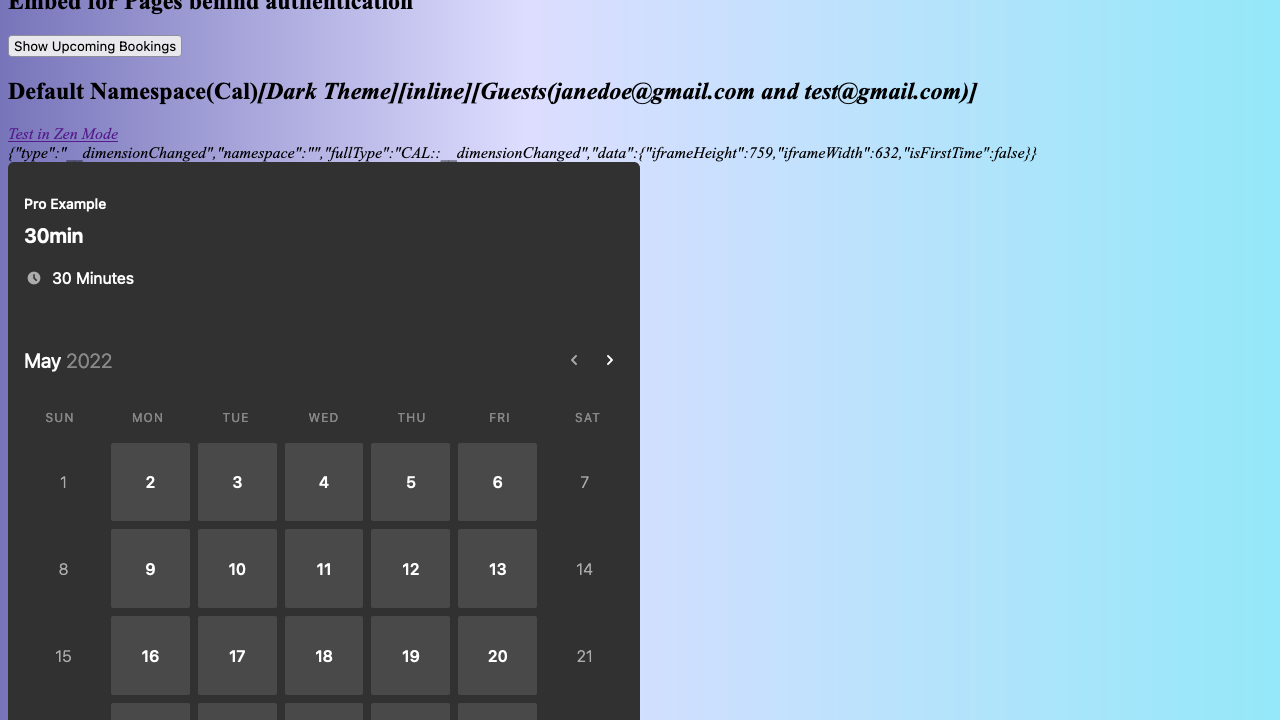 Embed for Pages behind authentication
Show Upcoming Bookings
Default Namespace(Cal)[Dark Theme][inline][Guests(janedoe@gmail.com and test@gmail.com)]
Test in Zen Mode
{"type":"__dimensionChanged","namespace":"","fullType":"CAL::__dimensionChanged","data":{"iframeHeight":759,"iframeWidth":632,"isFirstTime":false}}
Pro Example
30min
30 Minutes
May 2022
SUN MON TUE WED THU FRI SAT
1 2 3 4 5 6 7
8 9 10 11 12 13 14
15 16 17 18 19 20 21